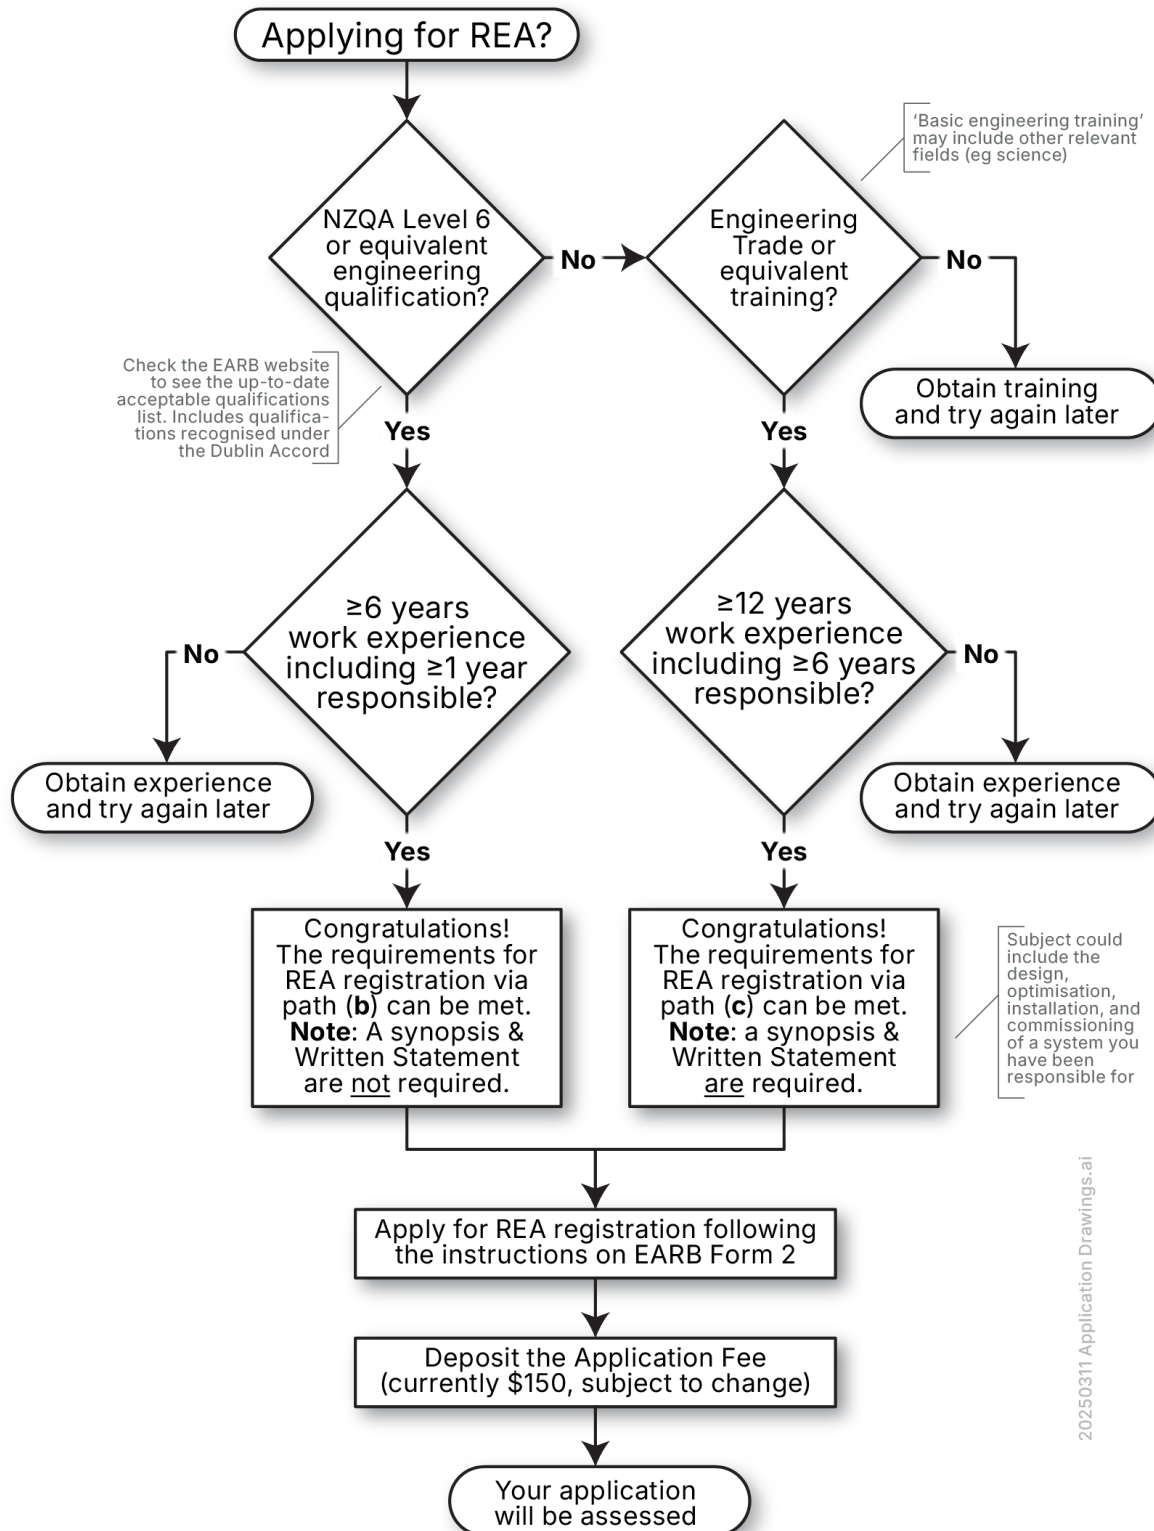 Applying for REA?
'Basic engineering training'
may include other relevant
fields (eg science)
NZQA Level 6
or equivalent
engineering
qualification?
No
Engineering
Trade or
equivalent
training?
No
Check the EARB website
to see the up-to-date
acceptable qualifications
list. Includes qualifica-
tions recognised under
the Dublin Accord
Obtain training
and try again later
Yes
Yes
≥6 years
work experience
including ≥1 year
responsible?
No
≥12 years
work experience
including ≥6 years
responsible?
No
Obtain experience
and try again later
Obtain experience
and try again later
Yes
Yes
Congratulations!
The requirements for
REA registration via
path (b) can be met.
Note: A synopsis &
Written Statement
are not required.
Congratulations!
The requirements for
REA registration via
path (c) can be met.
Note: a synopsis &
Written Statement
are required.
Subject could
include the
design,
optimisation,
installation, and
commissioning
of a system you
have been
responsible for
Apply for REA registration following
the instructions on EARB Form 2
Deposit the Application Fee
(currently $150, subject to change)
Your application
will be assessed
20250311 Application Drawings.ai